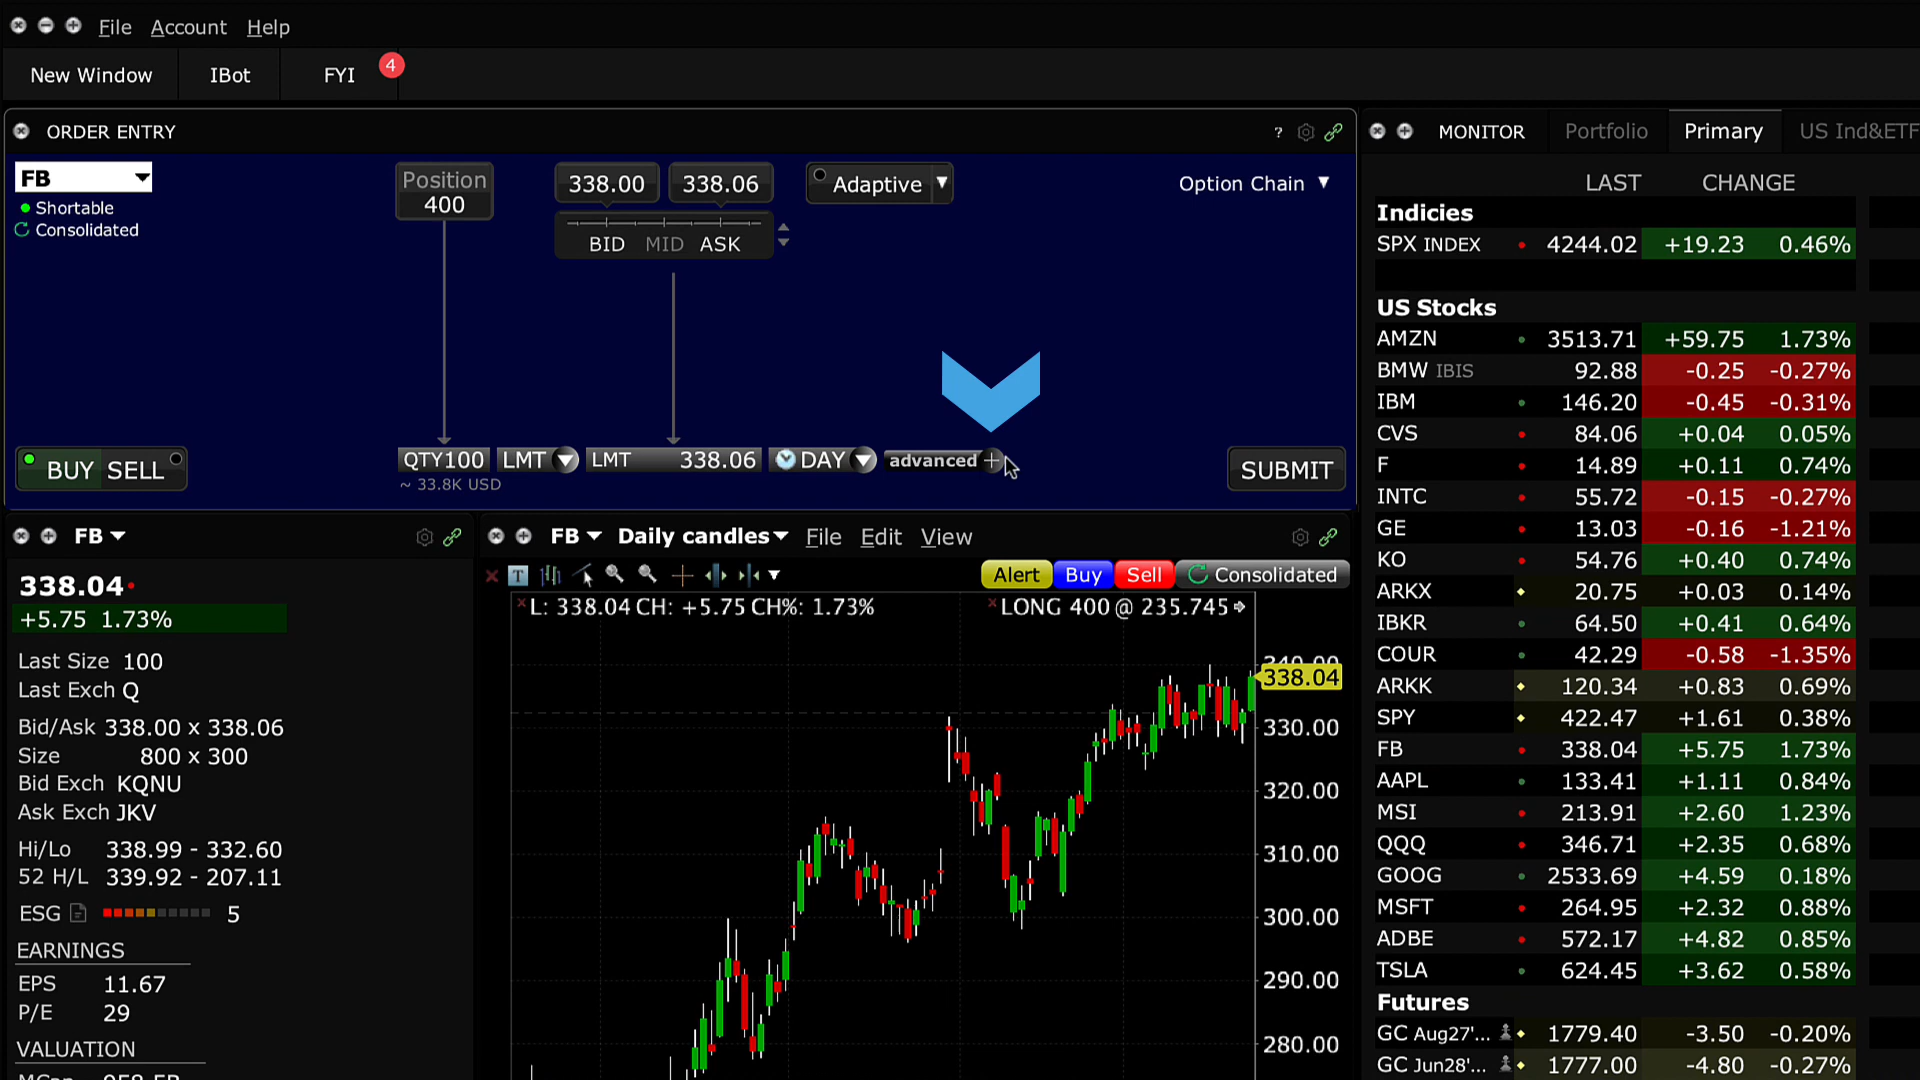 File Account Help
New Window IBot FYI 4
ORDER ENTRY ?
FB
Shortable
Consolidated
Position
400
338.00 338.06
BID MID ASK
Adaptive
Option Chain
BUY SELL
QTY100 LMT LMT 338.06 DAY advanced +
~ 33.8K USD
SUBMIT
FB
338.04
+5.75 1.73%
Last Size 100
Last Exch Q
Bid/Ask 338.00 x 338.06
Size 800 x 300
Bid Exch KQNU
Ask Exch JKV
Hi/Lo 338.99 - 332.60
52 H/L 339.92 - 207.11
ESG 5
EARNINGS
EPS 11.67
P/E 29
VALUATION
FB Daily candles File Edit View
T Alert Buy Sell Consolidated
L: 338.04 CH: +5.75 CH%: 1.73% LONG 400 @ 235.745
340.00
338.04
330.00
320.00
310.00
300.00
290.00
280.00
MONITOR Portfolio Primary US Ind&ETF
LAST CHANGE
Indicies
SPX INDEX 4244.02 +19.23 0.46%
US Stocks
AMZN 3513.71 +59.75 1.73%
BMW IBIS 92.88 -0.25 -0.27%
IBM 146.20 -0.45 -0.31%
CVS 84.06 +0.04 0.05%
F 14.89 +0.11 0.74%
INTC 55.72 -0.15 -0.27%
GE 13.03 -0.16 -1.21%
KO 54.76 +0.40 0.74%
ARKX 20.75 +0.03 0.14%
IBKR 64.50 +0.41 0.64%
COUR 42.29 -0.58 -1.35%
ARKK 120.34 +0.83 0.69%
SPY 422.47 +1.61 0.38%
FB 338.04 +5.75 1.73%
AAPL 133.41 +1.11 0.84%
MSI 213.91 +2.60 1.23%
QQQ 346.71 +2.35 0.68%
GOOG 2533.69 +4.59 0.18%
MSFT 264.95 +2.32 0.88%
ADBE 572.17 +4.82 0.85%
TSLA 624.45 +3.62 0.58%
Futures
GC Aug27'... 1779.40 -3.50 -0.20%
GC Jun28'... 1777.00 -4.80 -0.27%